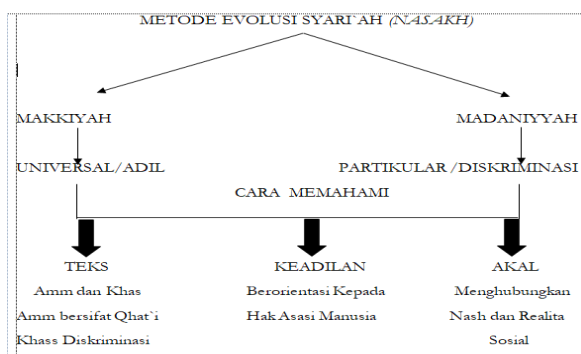 METODE EVOLUSI SYARI`AH (NASAKH)
MAKKIYAH
MADANIYYAH
UNIVERSAL/ADIL
PARTIKULAR /DISKRIMINASI
CARA MEMAHAMI
TEKS
Amm dan Khas
Amm bersifat Qhat`i
Khass Diskriminasi
KEADILAN
Berorientasi Kepada
Hak Asasi Manusia
AKAL
Menghubungkan
Nash dan Realita
Sosial